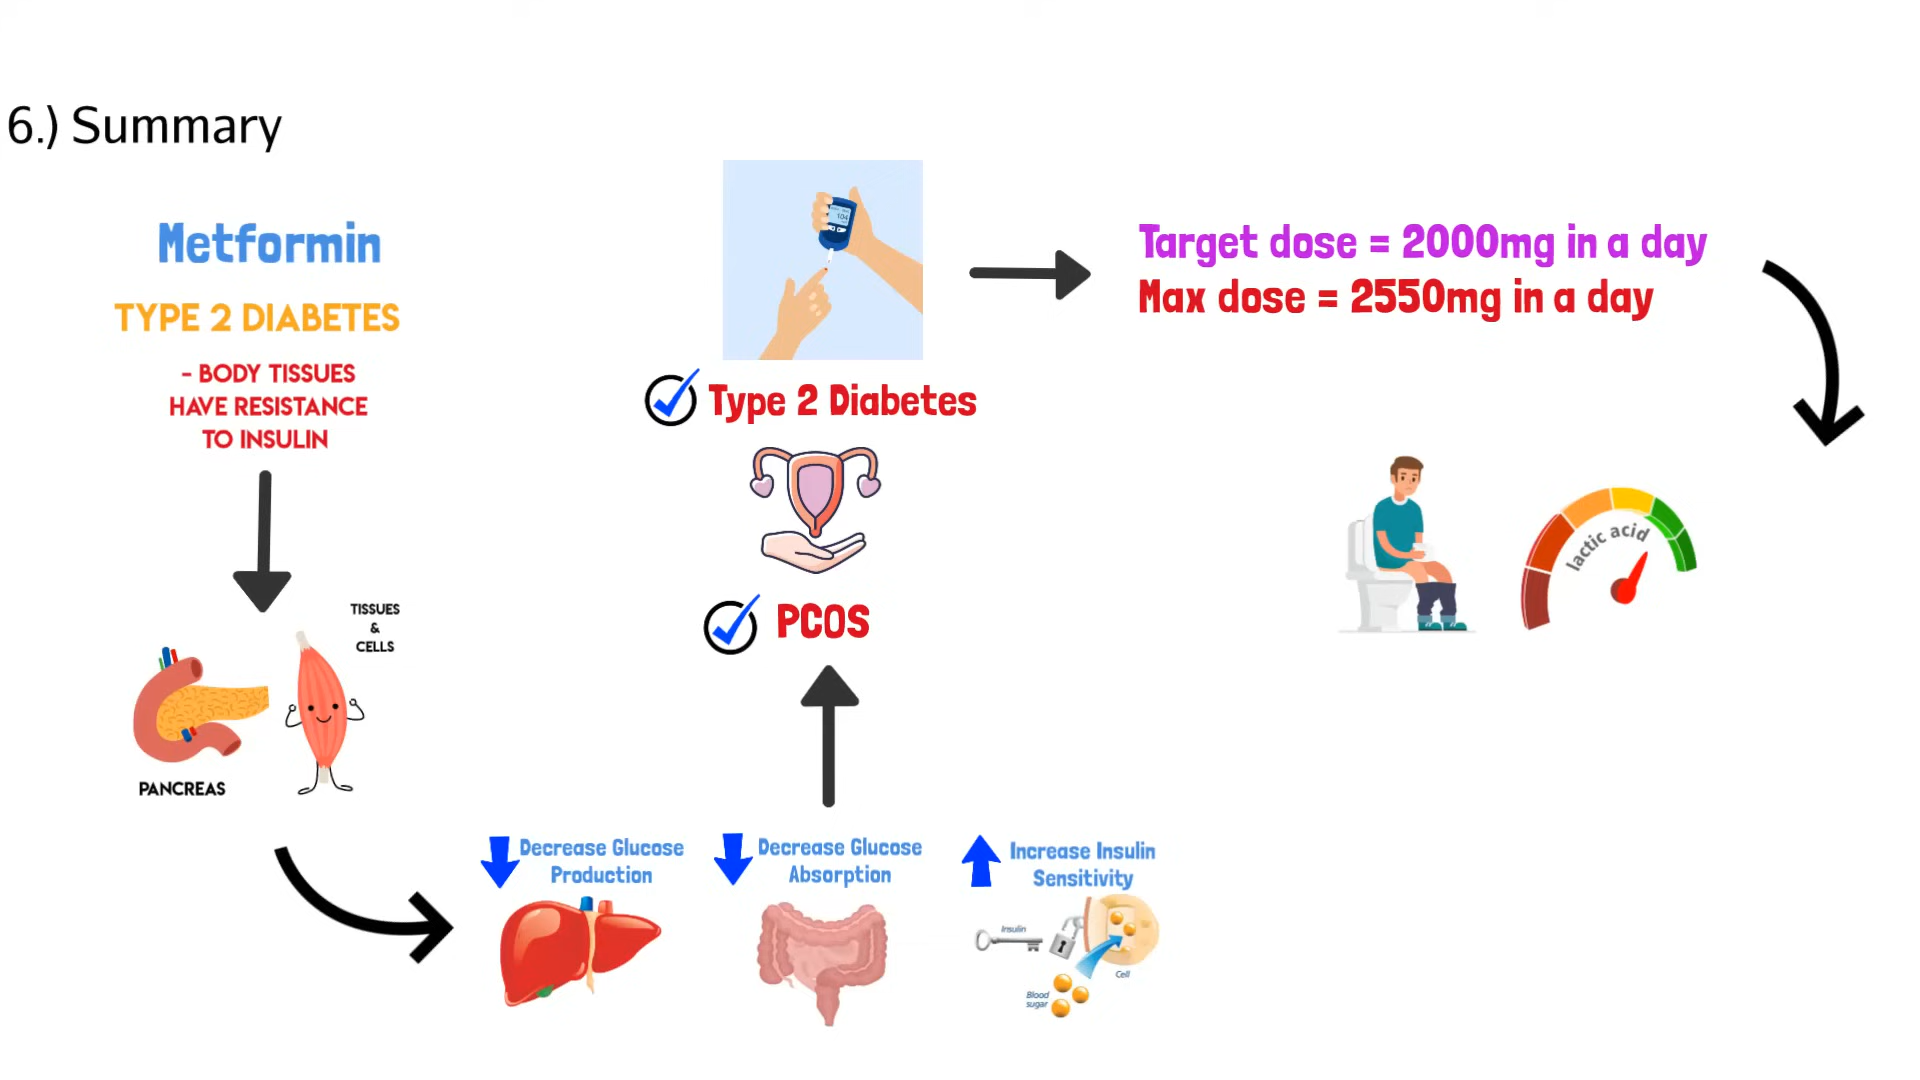 6.) Summary
Metformin
TYPE 2 DIABETES
- BODY TISSUES
HAVE RESISTANCE
TO INSULIN
TISSUES
&
CELLS
PANCREAS
Decrease Glucose
Production
Decrease Glucose
Absorption
Increase Insulin
Sensitivity
Insulin
Cell
Blood
sugar
104
Type 2 Diabetes
PCOS
Target dose = 2000mg in a day
Max dose = 2550mg in a day
lactic acid